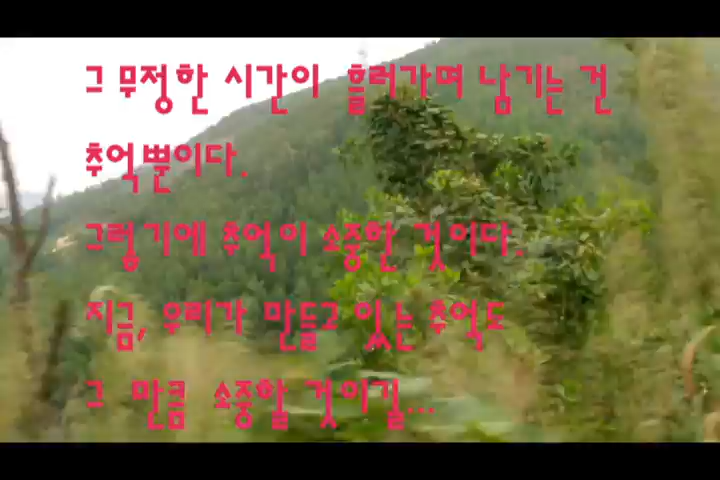 그 무정한 시간이 흘러가며 남기는 건
추억뿐이다.
그렇기에 추억이 소중한 것이다.
지금, 우리가 만들고 있는 추억도
그 만큼 소중할 것이길...